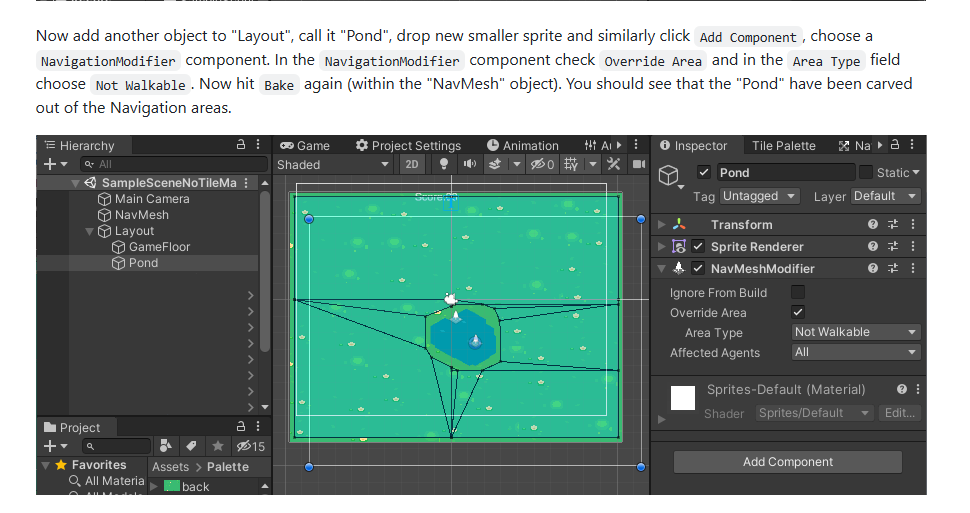 Now add another object to "Layout", call it "Pond", drop new smaller sprite and similarly click Add Component, choose a
NavigationModifier component. In the NavigationModifier component check Override Area and in the Area Type field
choose Not Walkable. Now hit Bake again (within the "NavMesh" object). You should see that the "Pond" have been carved
out of the Navigation areas.
Hierarchy
All
SampleSceneNoTileMa
Main Camera
NavMesh
Layout
GameFloor
Pond
Project
15
Favorites
All Materia
Assets > Palette
back
Game Project Settings Animation
Shaded 2D 0
Score:
Inspector Tile Palette Na
Pond Static
Tag Untagged Layer Default
Transform
Sprite Renderer
NavMeshModifier
Ignore From Build
Override Area
Area Type Not Walkable
Affected Agents All
Sprites-Default (Material)
Shader Sprites/Default Edit...
Add Component